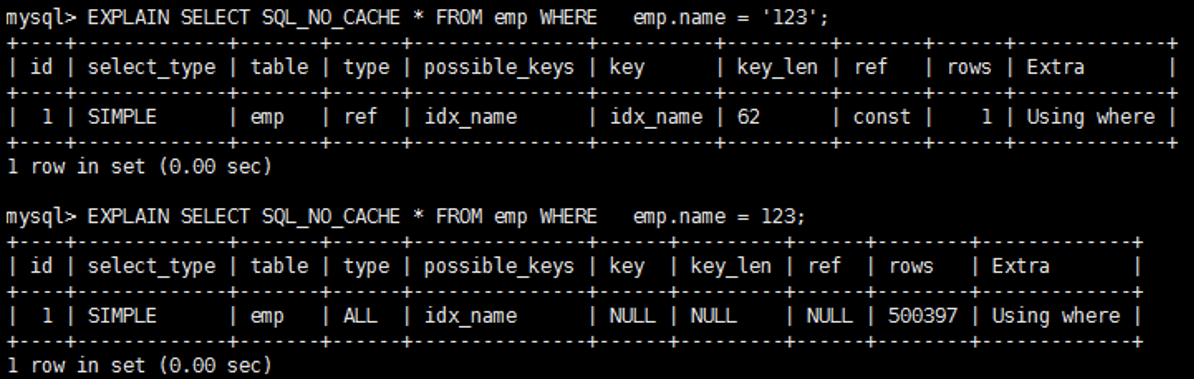 mysql> EXPLAIN SELECT SQL_NO_CACHE * FROM emp WHERE   emp.name = '123';
+----+-------------+-------+------+---------------+----------+---------+-------+------+-------------+
| id | select_type | table | type | possible_keys | key      | key_len | ref   | rows | Extra       |
+----+-------------+-------+------+---------------+----------+---------+-------+------+-------------+
|  1 | SIMPLE      | emp   | ref  | idx_name      | idx_name | 62      | const |    1 | Using where |
+----+-------------+-------+------+---------------+----------+---------+-------+------+-------------+
1 row in set (0.00 sec)

mysql> EXPLAIN SELECT SQL_NO_CACHE * FROM emp WHERE   emp.name = 123;
+----+-------------+-------+------+---------------+------+---------+------+--------+-------------+
| id | select_type | table | type | possible_keys | key  | key_len | ref  | rows   | Extra       |
+----+-------------+-------+------+---------------+------+---------+------+--------+-------------+
|  1 | SIMPLE      | emp   | ALL  | idx_name      | NULL | NULL    | NULL | 500397 | Using where |
+----+-------------+-------+------+---------------+------+---------+------+--------+-------------+
1 row in set (0.00 sec)